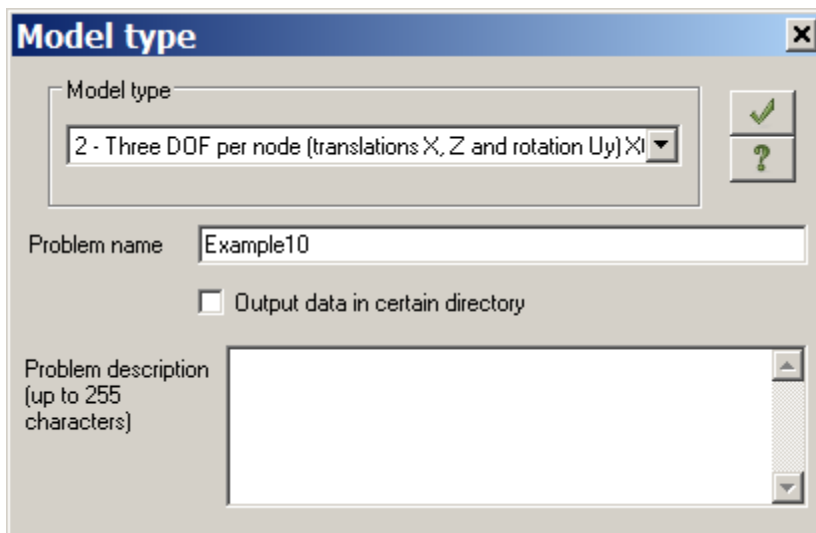 Model type
Model type
2 - Three DOF per node (translations X, Z and rotation Uy) X
Problem name
Example10
Output data in certain directory
Problem description
(up to 255
characters)